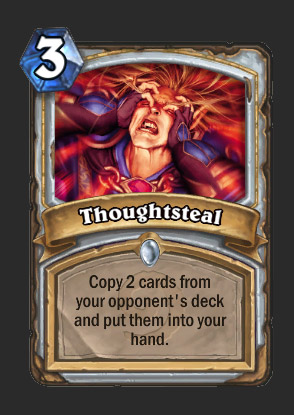 3
Thoughtsteal
Copy 2 cards from
your opponent's deck
and put them into your
hand.